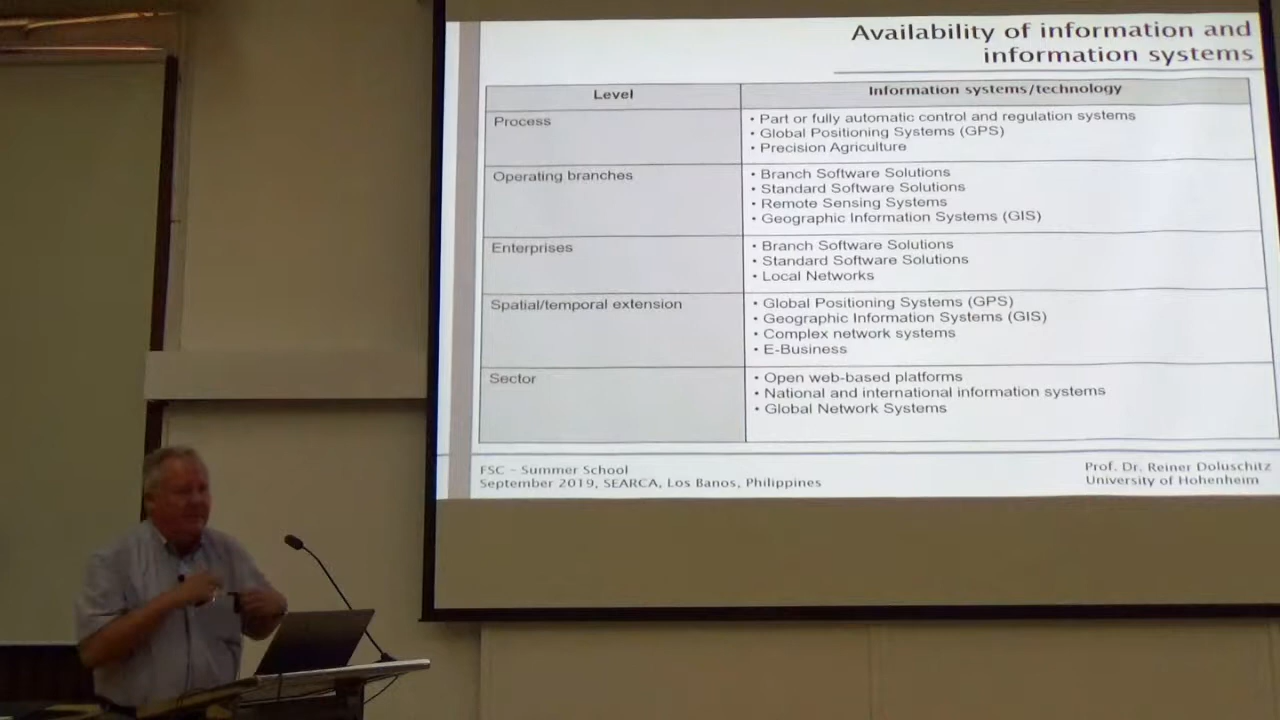 Availability of information and
information systems
Level
Information systems/technology
Process
• Part or fully automatic control and regulation systems
• Global Positioning Systems (GPS)
• Precision Agriculture
Operating branches
• Branch Software Solutions
• Standard Software Solutions
• Remote Sensing Systems
• Geographic Information Systems (GIS)
Enterprises
• Branch Software Solutions
• Standard Software Solutions
• Local Networks
Spatial/temporal extension
• Global Positioning Systems (GPS)
• Geographic Information Systems (GIS)
• Complex network systems
• E-Business
Sector
• Open web-based platforms
• National and international information systems
• Global Network Systems
FSC – Summer School
September 2019, SEARCA, Los Banos, Philippines
Prof. Dr. Reiner Doluschitz
University of Hohenheim